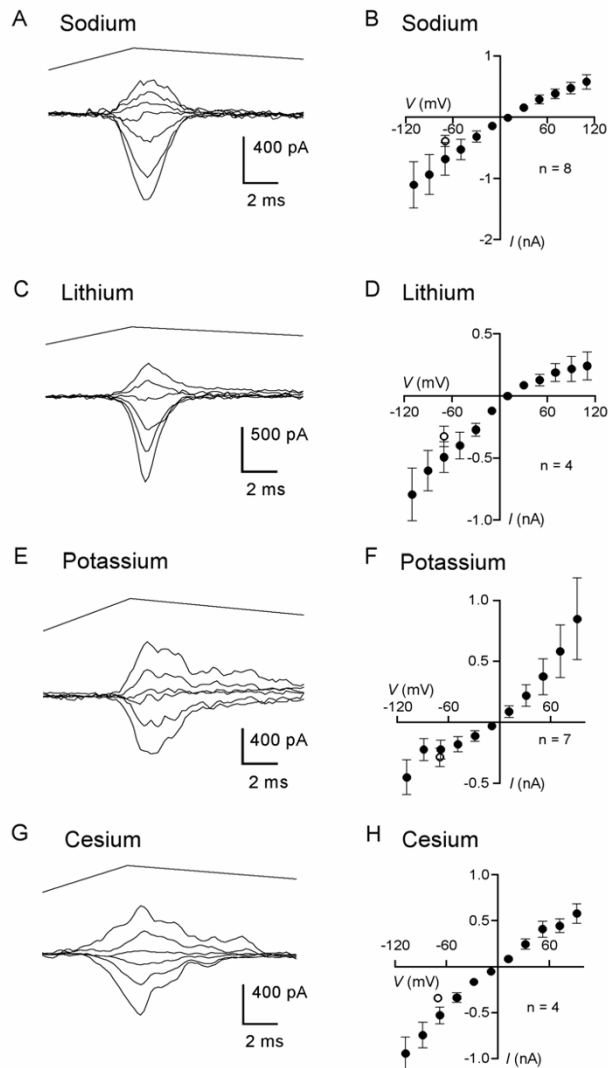 A Sodium
400 pA
2 ms
B Sodium
1
V (mV)
-120 -60 60 120
-1
n = 8
-2
I (nA)
C Lithium
500 pA
2 ms
D Lithium
0.5
V (mV)
-120 -60 60 120
-0.5
n = 4
-1.0
I (nA)
E Potassium
400 pA
2 ms
F Potassium
1.0
0.5
V (mV)
-120 -60 60
n = 7
-0.5
I (nA)
G Cesium
400 pA
2 ms
H Cesium
1.0
0.5
-120 -60 60
V (mV)
-0.5
n = 4
-1.0
I (nA)